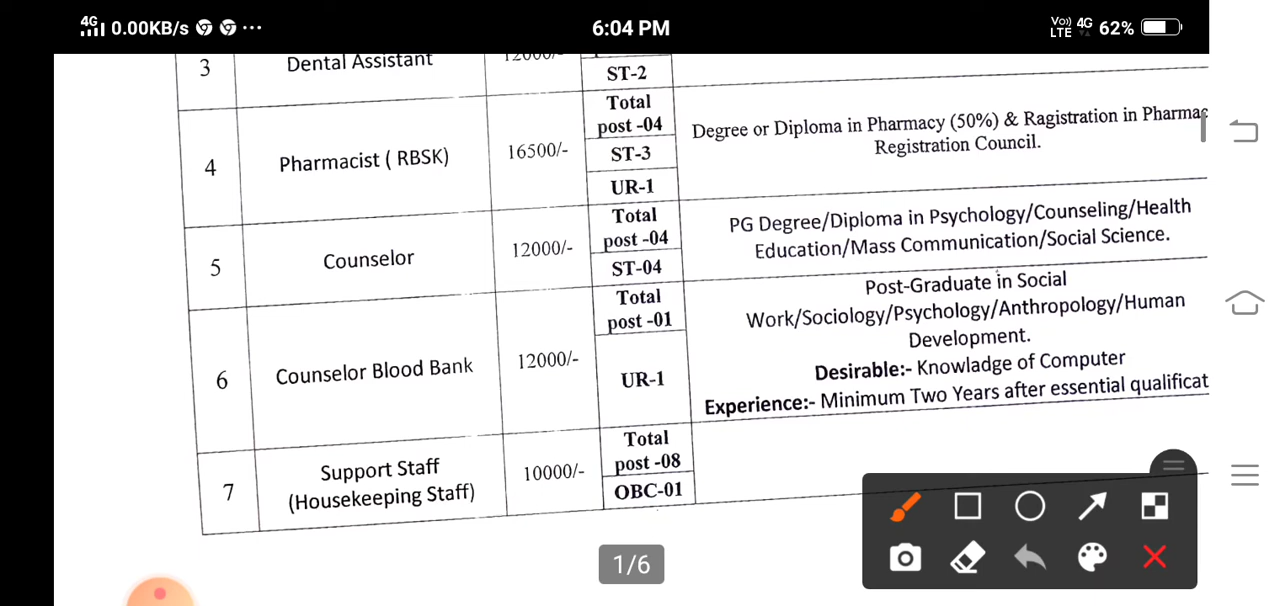 4G 0.00KB/s ... 6:04 PM Vo)) LTE 4G 62%
3 Dental Assistant 12000/-
ST-2
4 Pharmacist ( RBSK) 16500/-
Total
post -04
ST-3
UR-1
Degree or Diploma in Pharmacy (50%) & Ragistration in Pharmac
Registration Council.
5 Counselor 12000/-
Total
post -04
ST-04
PG Degree/Diploma in Psychology/Counseling/Health
Education/Mass Communication/Social Science.
6 Counselor Blood Bank 12000/-
Total
post -01
UR-1
Post-Graduate in Social
Work/Sociology/Psychology/Anthropology/Human
Development.
Desirable:- Knowladge of Computer
Experience:- Minimum Two Years after essential qualificat
7 Support Staff
(Housekeeping Staff) 10000/-
Total
post -08
OBC-01
1/6